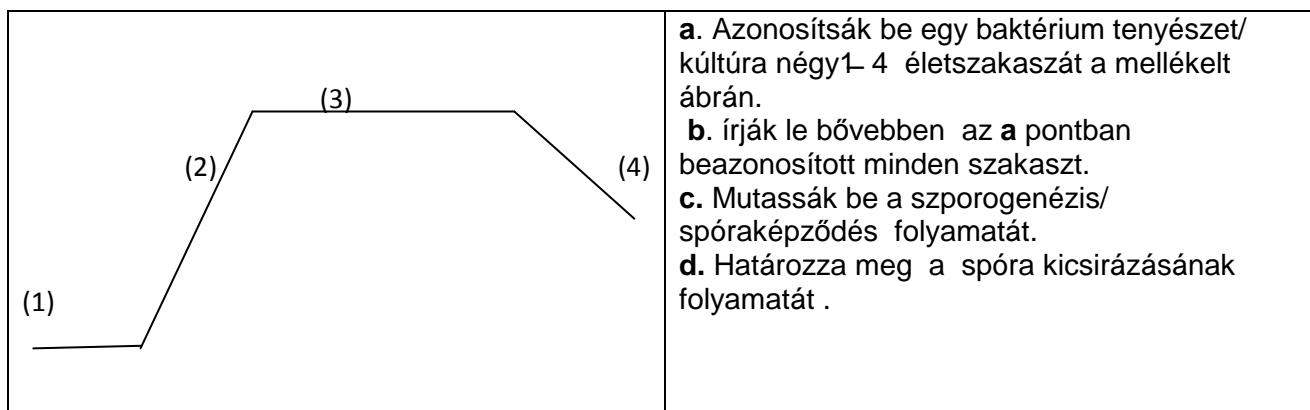 (1)
(2)
(3)
(4)
a. Azonosítsák be egy baktérium tenyészet/
kúltúra négy1– 4 életszakaszát a mellékelt
ábrán.
b. írják le bővebben az a pontban
beazonosított minden szakaszt.
c. Mutassák be a szporogenézis/
spóraképződés folyamatát.
d. Határozza meg a spóra kicsirázásának
folyamatát .